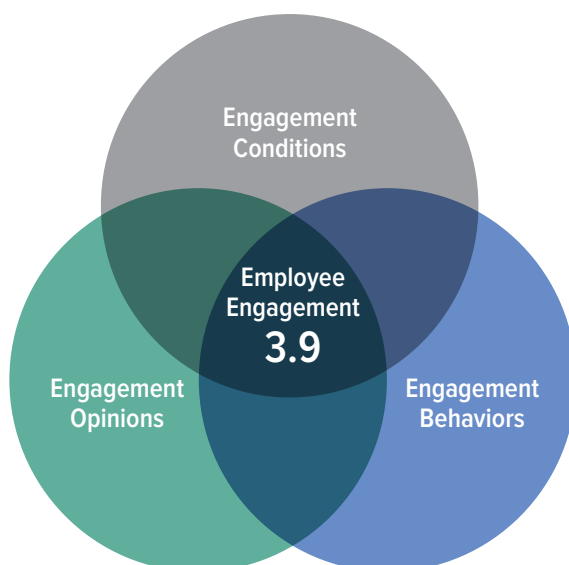 Engagement
Conditions
Employee
Engagement
3.9
Engagement
Opinions
Engagement
Behaviors